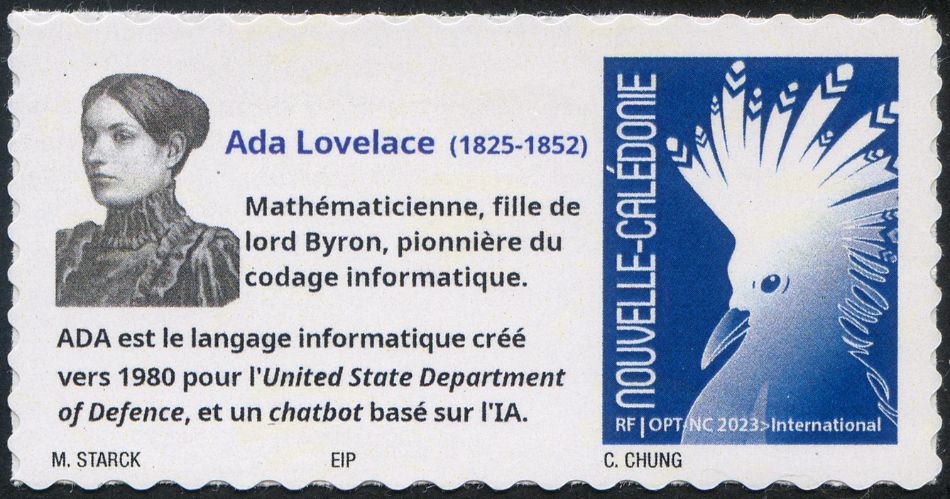 Ada Lovelace (1825-1852)
Mathématicienne, fille de
lord Byron, pionnière du
codage informatique.
ADA est le langage informatique créé
vers 1980 pour l'United State Department
of Defence, et un chatbot basé sur l'IA.
M. STARCK
EIP
NOUVELLE-CALÉDONIE
RF | OPT-NC 2023>International
C. CHUNG